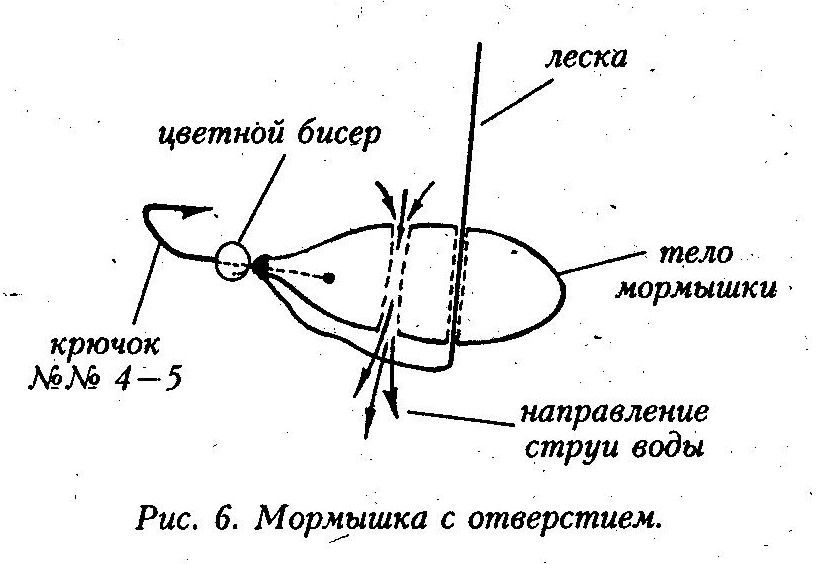 леска
цветной бисер
тело
мормышки
крючок
№№ 4—5
направление
струи воды
Рис. 6. Мормышка с отверстием.